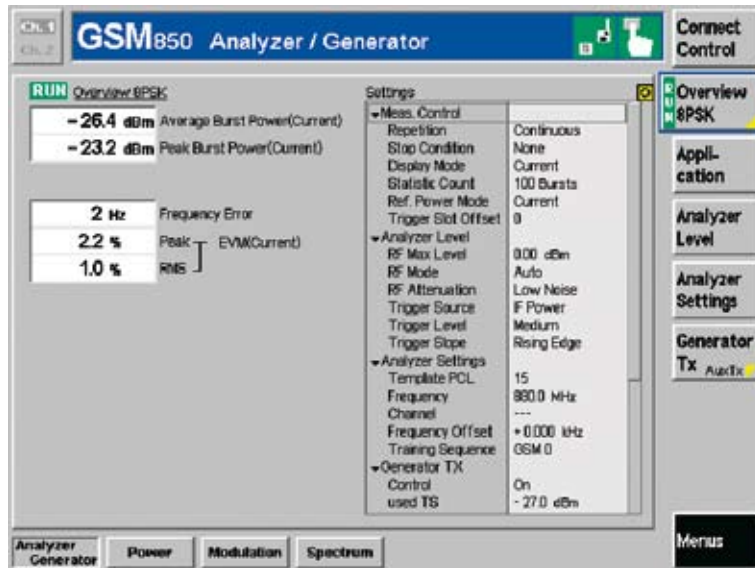 Ch.1
Ch.2
GSM850 Analyzer / Generator
Connect Control
RUN Overview 8PSK
-26.4 dBm Average Burst Power(Current)
-23.2 dBm Peak Burst Power(Current)
2 Hz Frequency Error
2.2 % Peak EVM(Current)
1.0 % RMS
Settings
Meas. Control
Repetition Continuous
Stop Condition None
Display Mode Current
Statistic Count 100 Bursts
Ref. Power Mode Current
Trigger Slot Offset 0
Analyzer Level
RF Max Level 0.00 dBm
RF Mode Auto
RF Attenuation Low Noise
Trigger Source IF Power
Trigger Level Medium
Trigger Slope Rising Edge
Analyzer Settings
Template PCL 15
Frequency 880.0 MHz
Channel ---
Frequency Offset +0.000 kHz
Training Sequence GSM 0
Generator TX
Control On
used TS -27.0 dBm
RUN
Overview 8PSK
Appli-
cation
Analyzer Level
Analyzer Settings
Generator Tx AuxTx
Menus
Analyzer Generator
Power
Modulation
Spectrum